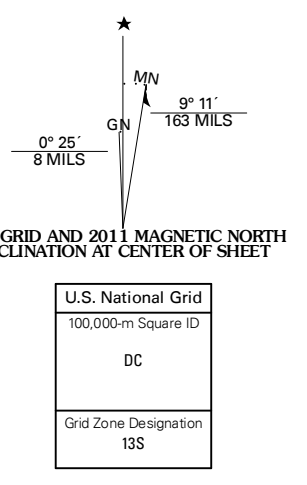 MN
9° 11´
163 MILS
GN
0° 25´
8 MILS
GRID AND 2011 MAGNETIC NORTH
CLINATION AT CENTER OF SHEET
U.S. National Grid
100,000-m Square ID
DC
Grid Zone Designation
13S